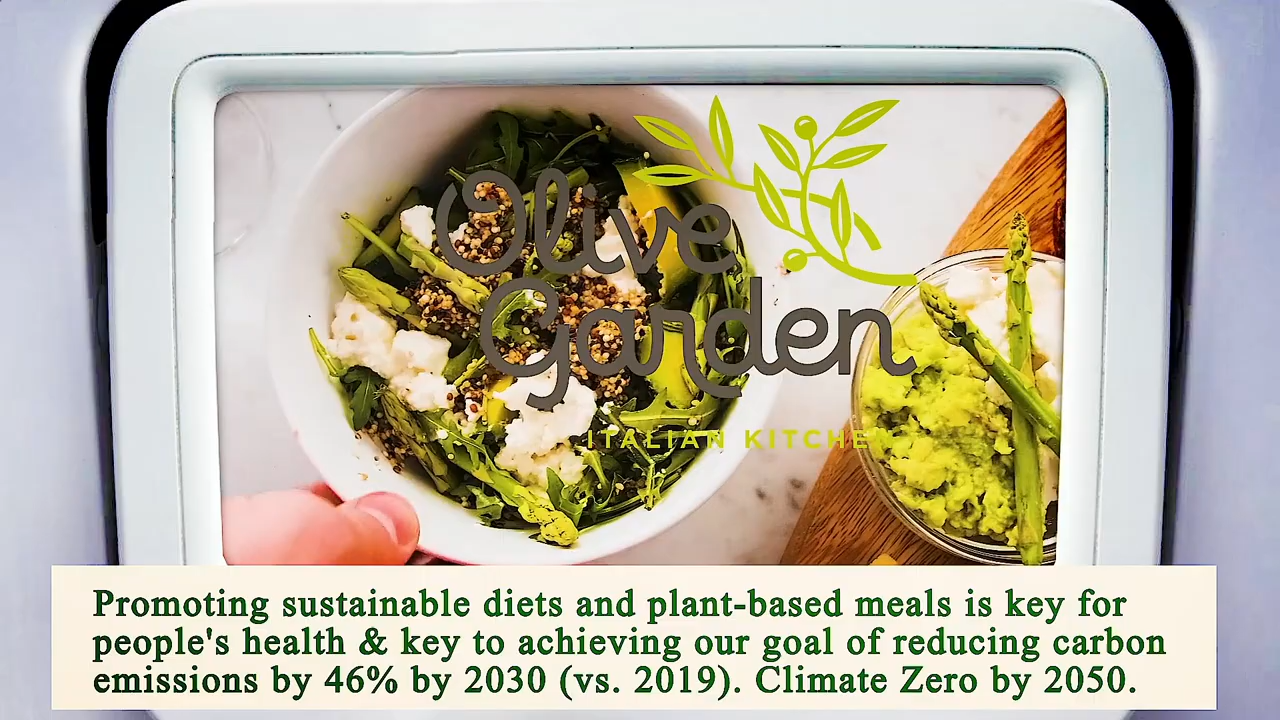 Olive
Garden
ITALIAN KITCHEN
Promoting sustainable diets and plant-based meals is key for
people's health & key to achieving our goal of reducing carbon
emissions by 46% by 2030 (vs. 2019). Climate Zero by 2050.